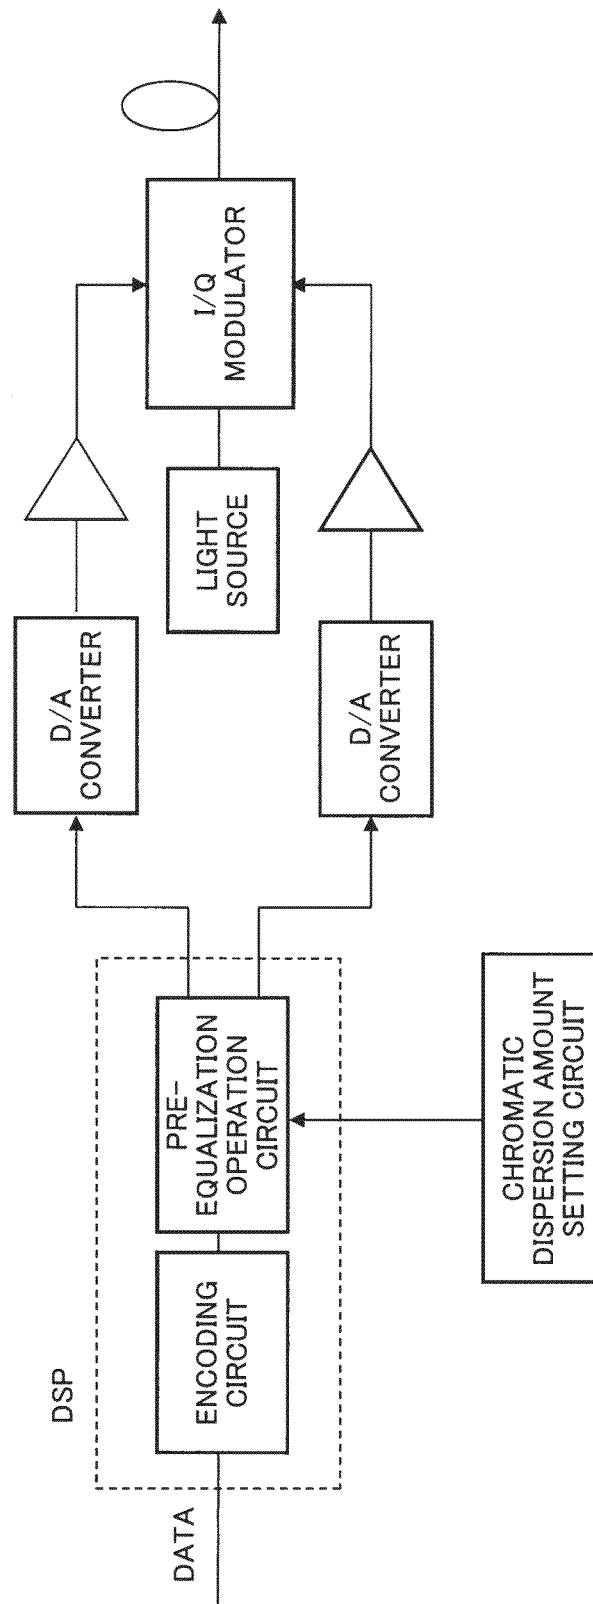 DATA
DSP
ENCODING
CIRCUIT
PRE-
EQUALIZATION
OPERATION
CIRCUIT
CHROMATIC
DISPERSION AMOUNT
SETTING CIRCUIT
D/A
CONVERTER
D/A
CONVERTER
LIGHT
SOURCE
I/Q
MODULATOR